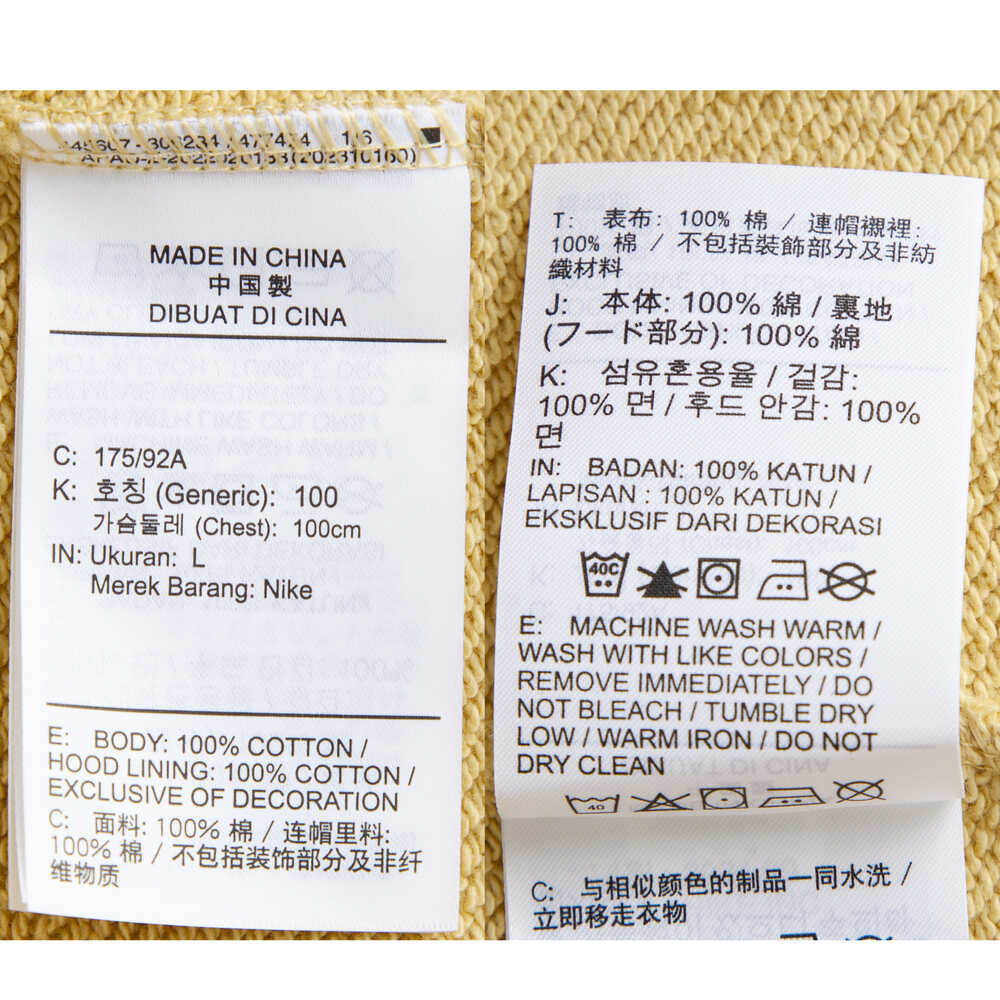 477434 1/6
MADE IN CHINA
中国製
DIBUAT DI CINA
C: 175/92A
K: 호칭 (Generic): 100
가슴둘레 (Chest): 100cm
IN: Ukuran: L
Merek Barang: Nike
E: BODY: 100% COTTON /
HOOD LINING: 100% COTTON /
EXCLUSIVE OF DECORATION
C: 面料: 100% 棉 / 连帽里料:
100% 棉 / 不包括装饰部分及非纤
维物质
T: 表布: 100% 棉 / 連帽襯裡:
100% 棉 / 不包括裝飾部分及非紡
織材料
J: 本体: 100% 綿 / 裏地
(フード部分): 100% 綿
K: 섬유혼용율 / 겉감:
100% 면 / 후드 안감: 100%
면
IN: BADAN: 100% KATUN /
LAPISAN : 100% KATUN /
EKSKLUSIF DARI DEKORASI
40C
E: MACHINE WASH WARM /
WASH WITH LIKE COLORS /
REMOVE IMMEDIATELY / DO
NOT BLEACH / TUMBLE DRY
LOW / WARM IRON / DO NOT
DRY CLEAN
40
C: 与相似颜色的制品一同水洗 /
立即移走衣物